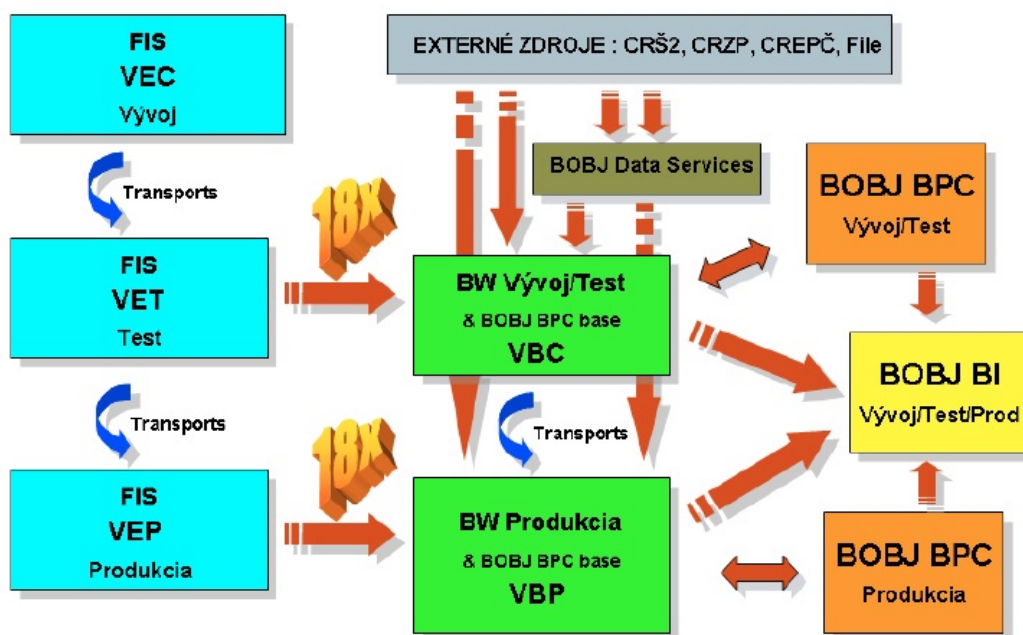 FIS
VEC
Vývoj
EXTERNÉ ZDROJE : CRŠ2, CRZP, CREPČ, File
Transports
18x
BOBJ Data Services
BOBJ BPC
Vývoj/Test
FIS
VET
Test
BW Vývoj/Test
& BOBJ BPC base
VBC
BOBJ BI
Vývoj/Test/Prod
Transports
18x
Transports
FIS
VEP
Produkcia
BW Produkcia
& BOBJ BPC base
VBP
BOBJ BPC
Produkcia